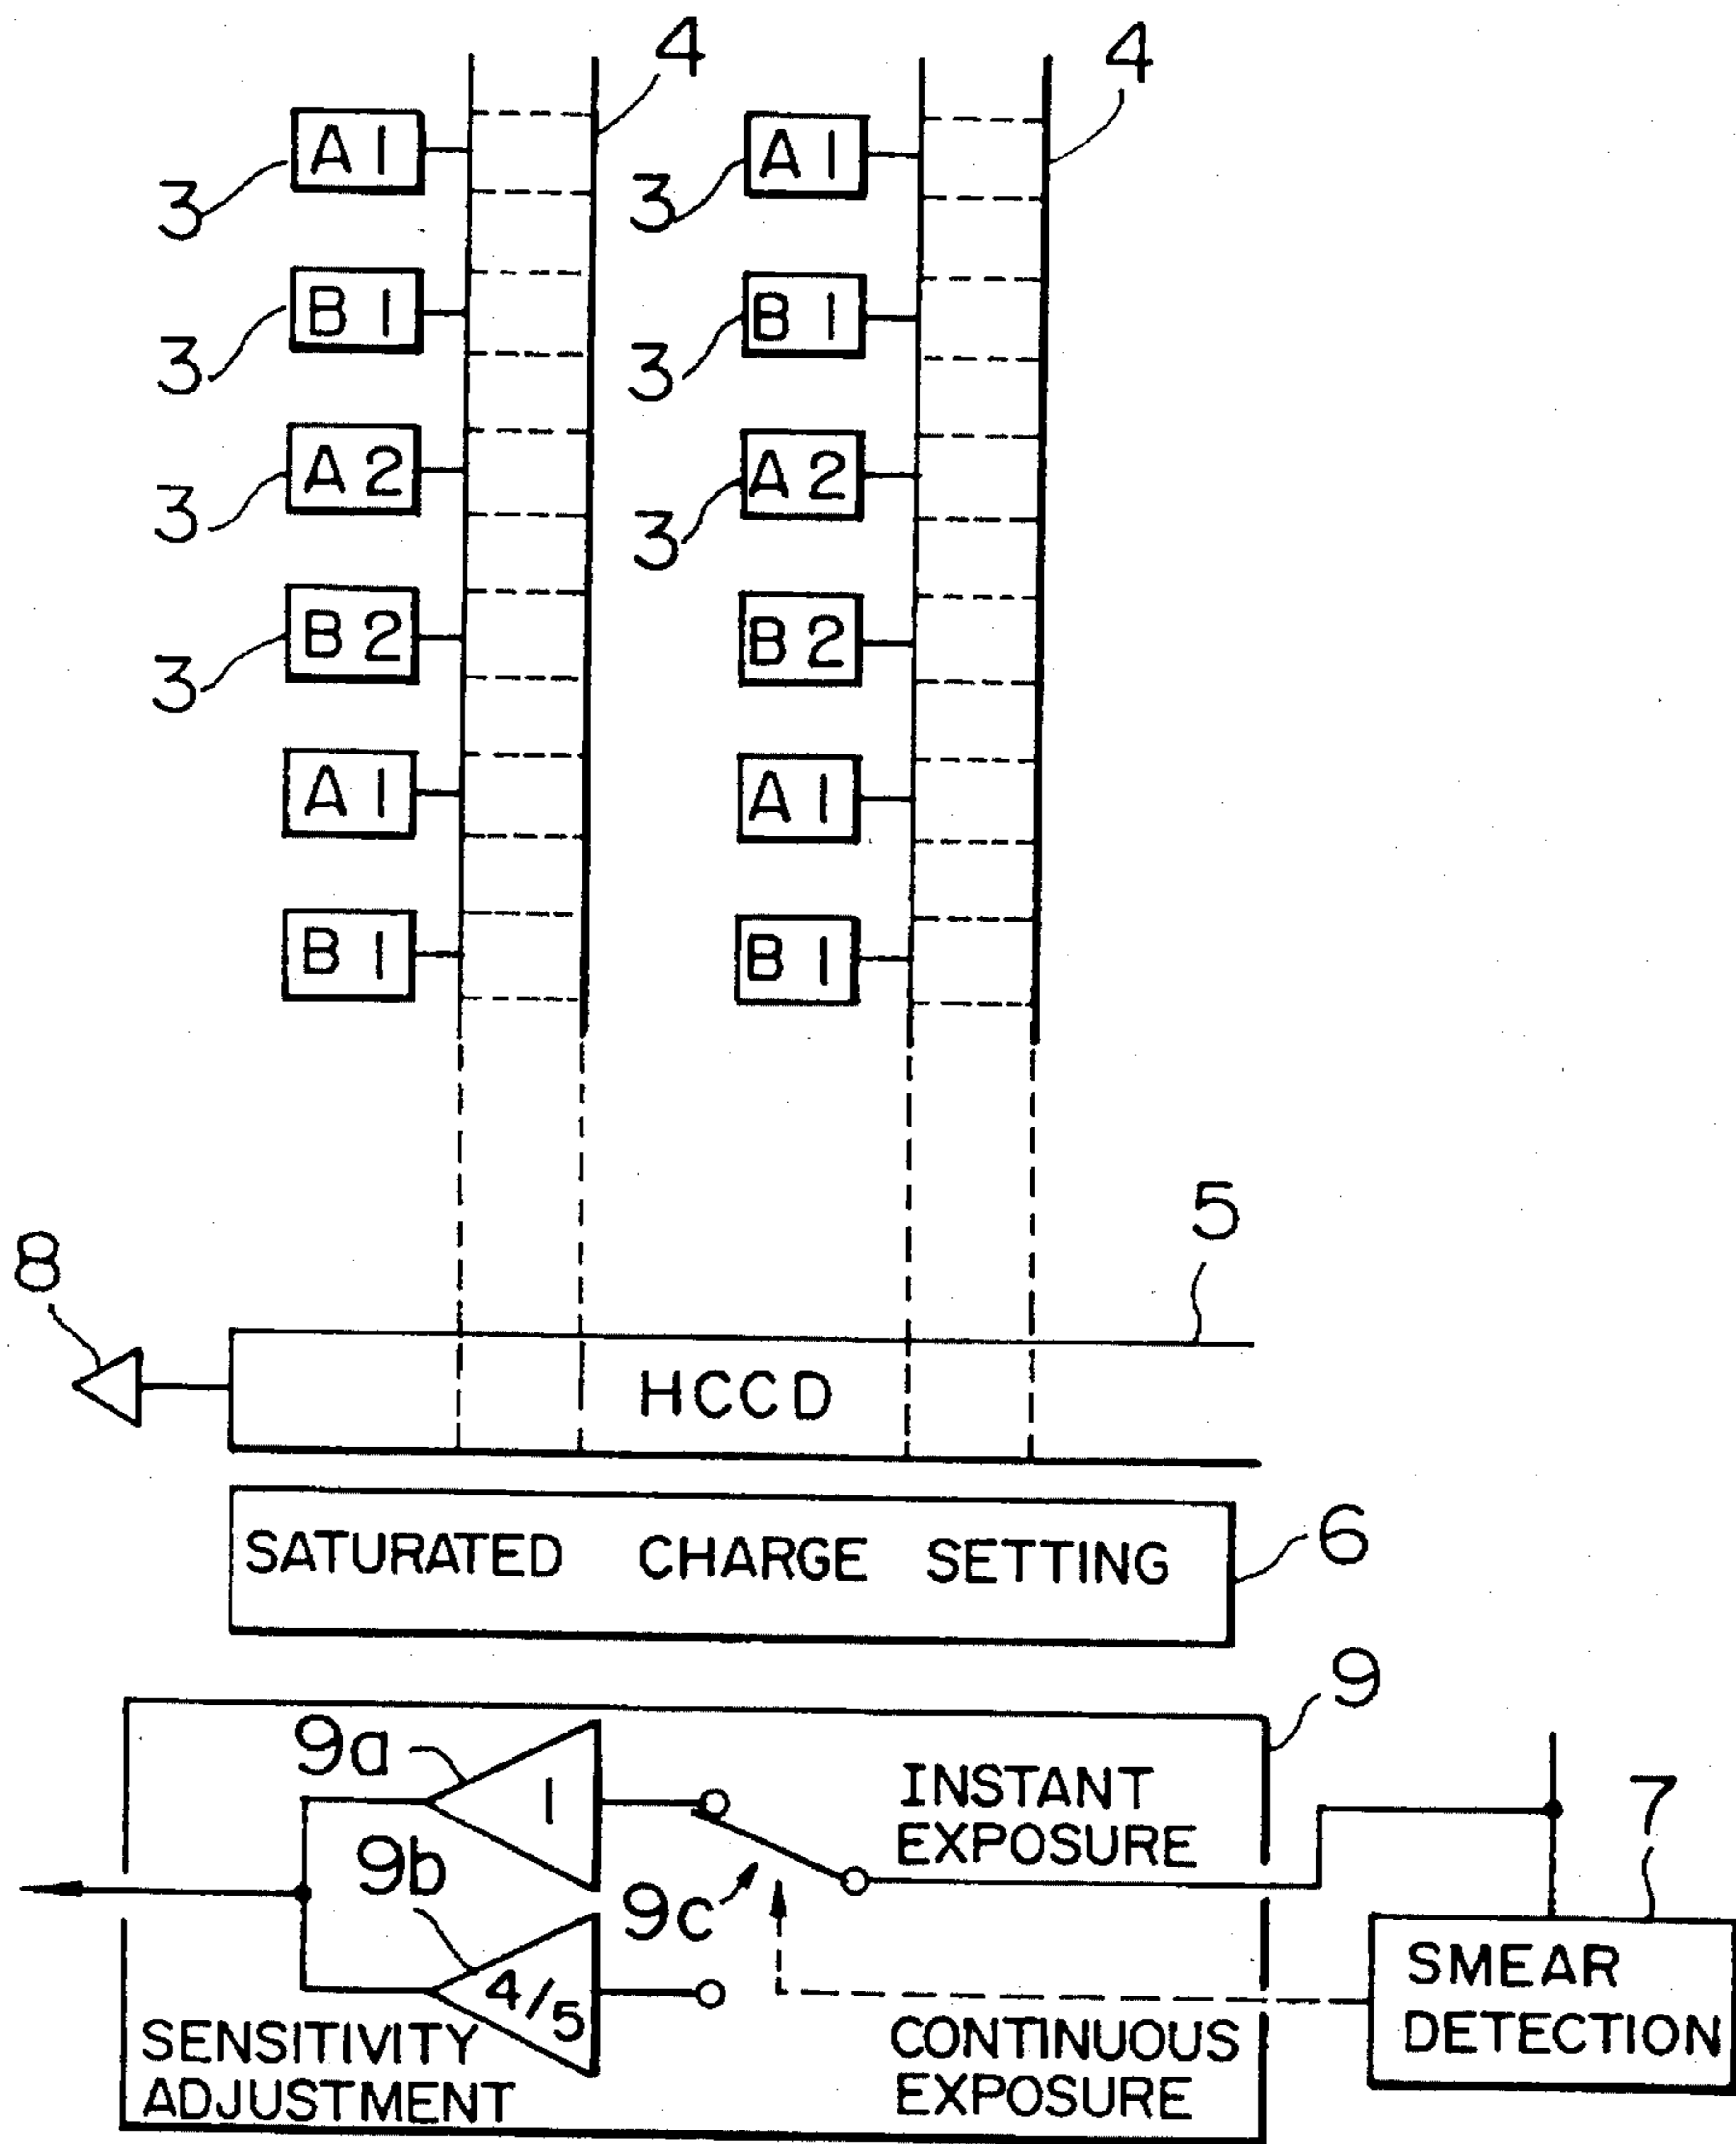 4 4
A1 A1
3 3
B1 B1
3 3
A2 A2
3 3
B2 B2
3
A1 A1
B1 B1
5
8
HCCD
SATURATED CHARGE SETTING
6
9
9a
1
INSTANT
EXPOSURE
7
9b
9c
4/5
SMEAR
DETECTION
CONTINUOUS
EXPOSURE
SENSITIVITY
ADJUSTMENT